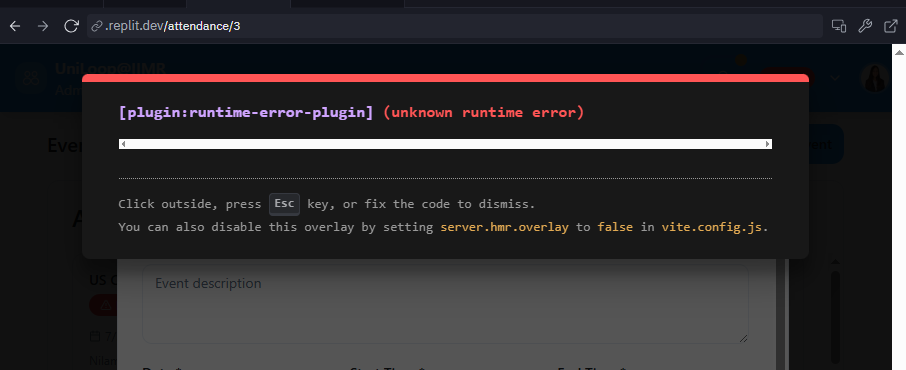 .replit.dev/attendance/3
UniLoop@IIMR
[plugin:runtime-error-plugin] (unknown runtime error)
Click outside, press Esc key, or fix the code to dismiss.
You can also disable this overlay by setting server.hmr.overlay to false in vite.config.js.
Event description